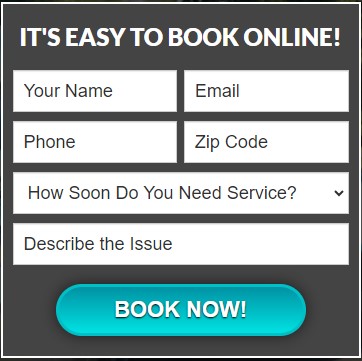 IT'S EASY TO BOOK ONLINE!
Your Name
Email
Phone
Zip Code
How Soon Do You Need Service?
Describe the Issue
BOOK NOW!